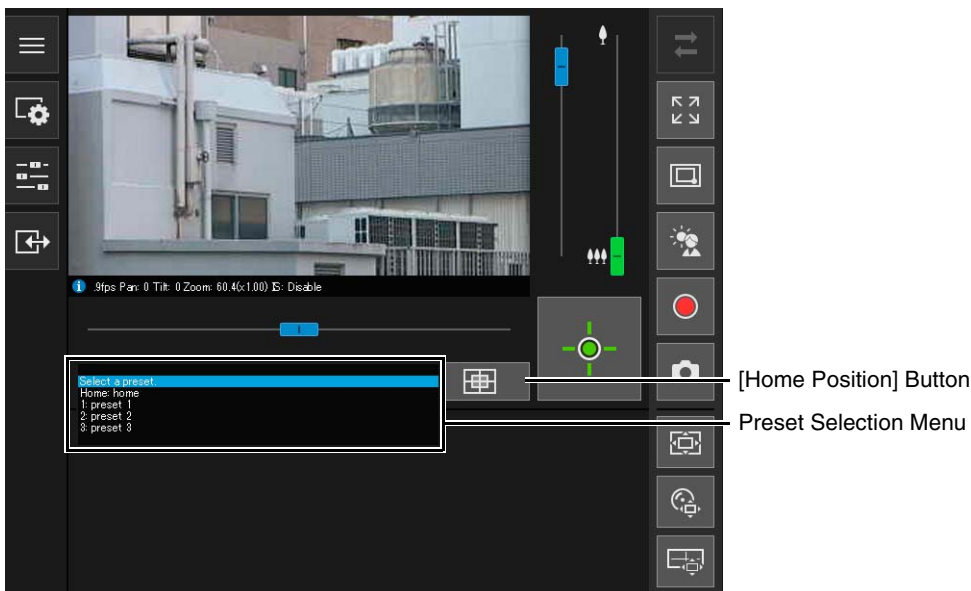 .9fps Pan: 0 Tilt: 0 Zoom: 60.4(x1.00) IS: Disable
Select a preset.
Home: home
1: preset 1
2: preset 2
3: preset 3
[Home Position] Button
Preset Selection Menu